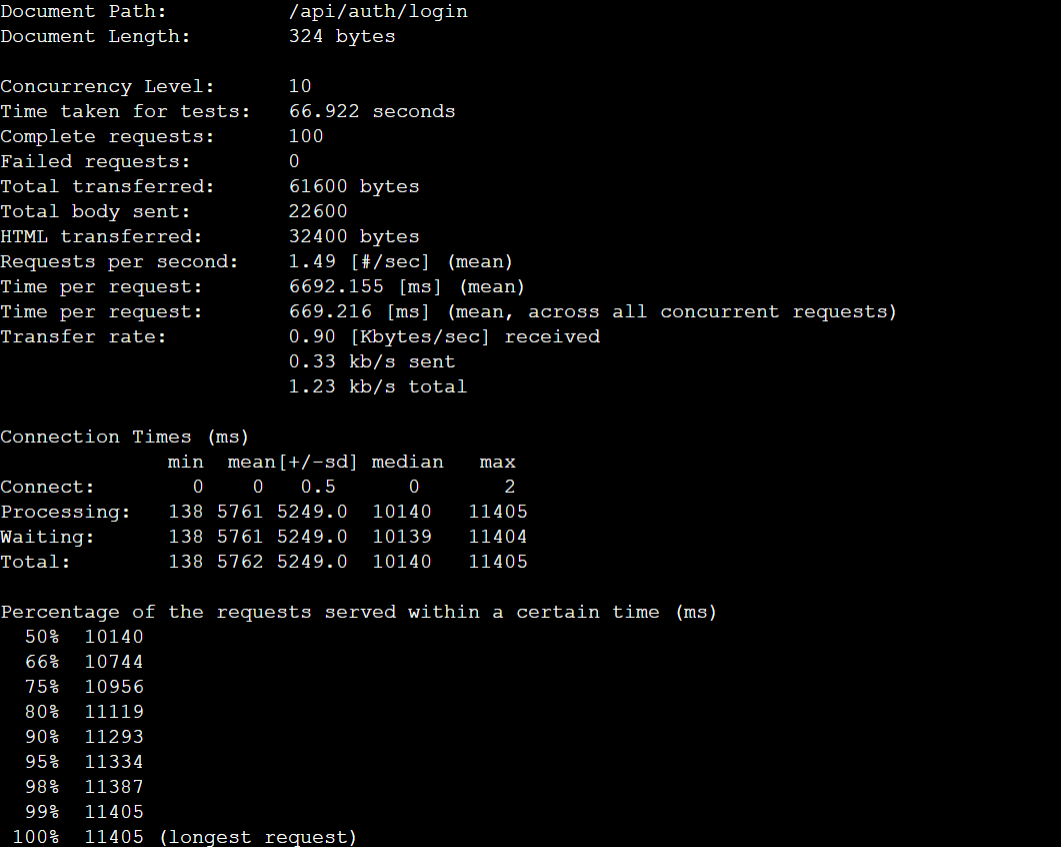 Document Path:          /api/auth/login
Document Length:        324 bytes

Concurrency Level:      10
Time taken for tests:   66.922 seconds
Complete requests:      100
Failed requests:        0
Total transferred:      61600 bytes
Total body sent:        22600
HTML transferred:       32400 bytes
Requests per second:    1.49 [#/sec] (mean)
Time per request:       6692.155 [ms] (mean)
Time per request:       669.216 [ms] (mean, across all concurrent requests)
Transfer rate:          0.90 [Kbytes/sec] received
                        0.33 kb/s sent
                        1.23 kb/s total

Connection Times (ms)
              min  mean[+/-sd] median   max
Connect:        0    0   0.5      0       2
Processing:   138 5761 5249.0  10140   11405
Waiting:      138 5761 5249.0  10139   11404
Total:        138 5762 5249.0  10140   11405

Percentage of the requests served within a certain time (ms)
  50%  10140
  66%  10744
  75%  10956
  80%  11119
  90%  11293
  95%  11334
  98%  11387
  99%  11405
 100%  11405 (longest request)